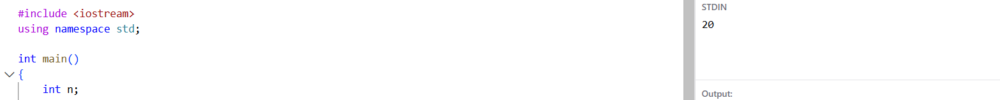 #include <iostream>
using namespace std;
int main()
{
int n;
STDIN
20
Output: